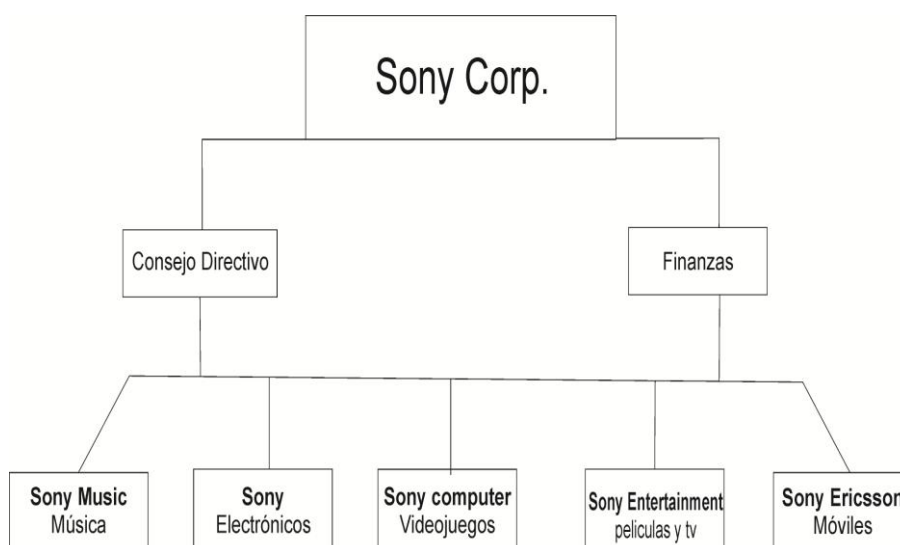 Sony Corp.
Consejo Directivo
Finanzas
Sony Music
Música
Sony
Electrónicos
Sony computer
Videojuegos
Sony Entertainment
peliculas y tv
Sony Ericsson
Móviles